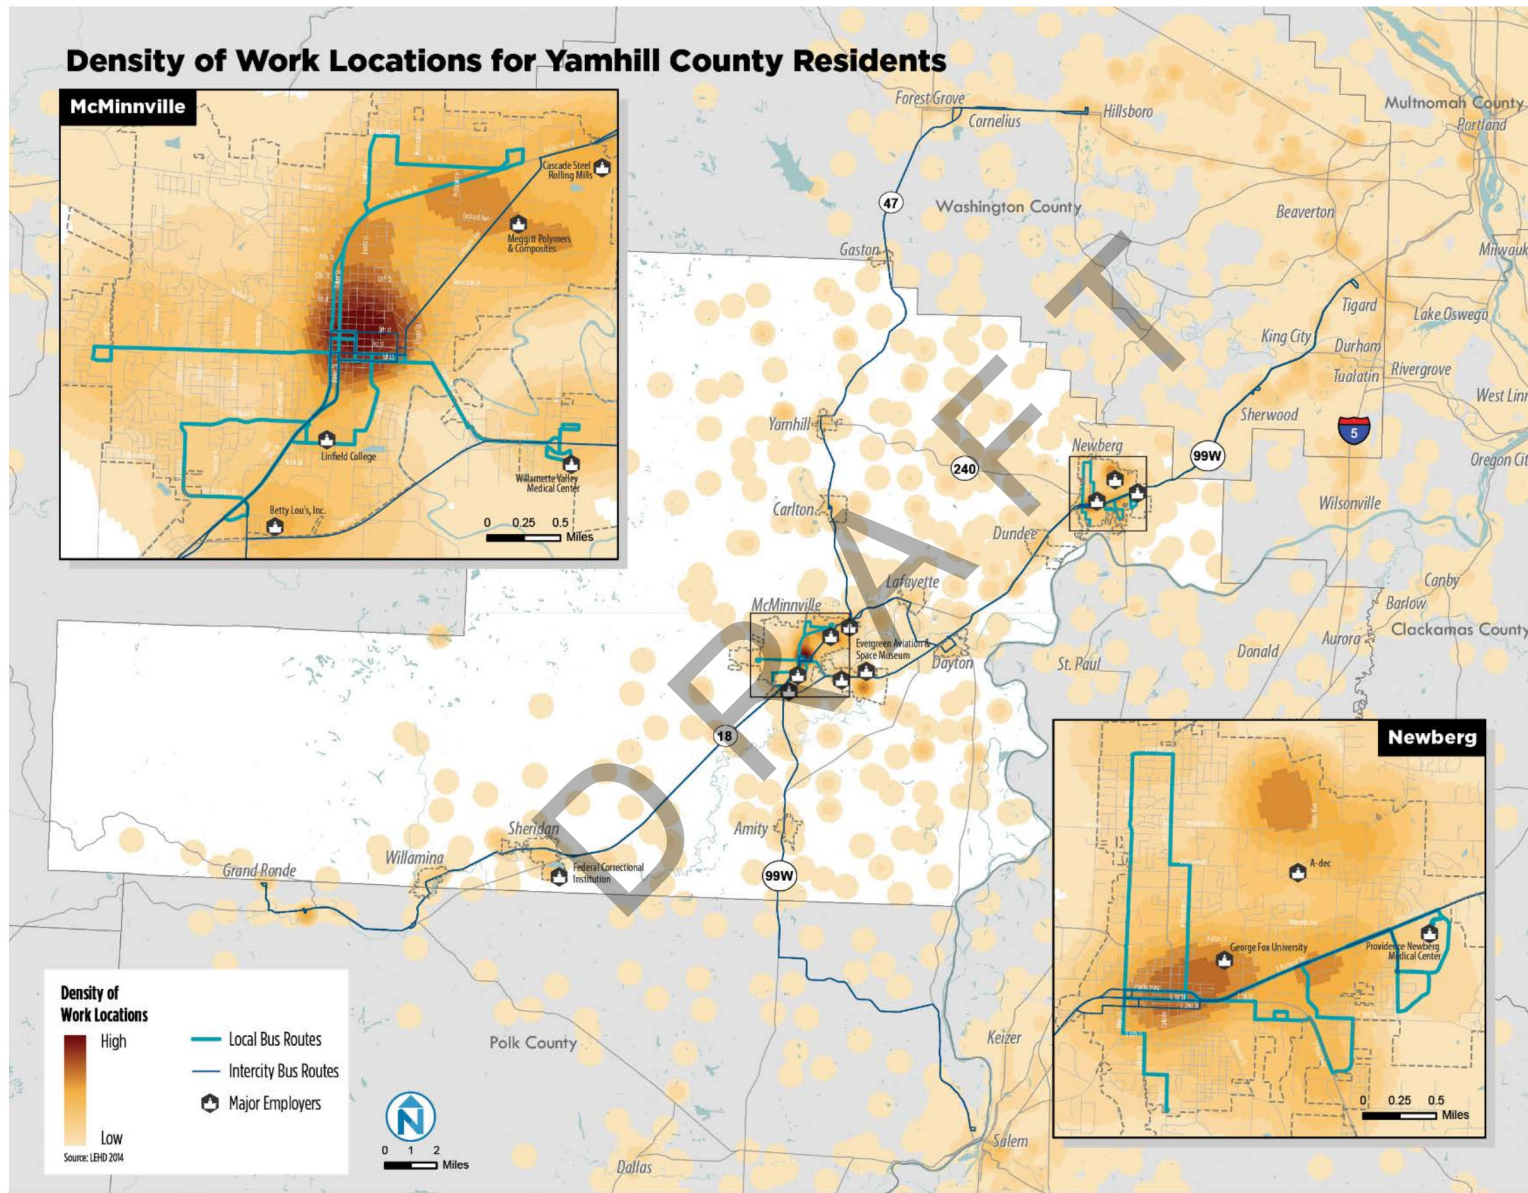 Density of Work Locations for Yamhill County Residents
McMinnville
Cascade Steel
Rolling Mills
Meggitt Polymers
& Composites
Linfield College
Willamette Valley
Medical Center
Betty Lou's, Inc.
0 0.25 0.5
Miles
Forest Grove
Cornelius
Hillsboro
Multnomah County
Portland
47
Washington County
Beaverton
Gaston
Milwauk
Tigard
Lake Oswego
King City
Durham
Tualatin
Rivergrove
West Linn
Sherwood
5
Yamhill
240
Newberg
99W
Oregon Cit
Carlton
Wilsonville
Dundee
Lafayette
Canby
McMinnville
Barlow
Evergreen Aviation &
Space Museum
Clackamas County
Aurora
Donald
Dayton
St. Paul
18
DRAFT
Sheridan
Amity
Willamina
Grand Ronde
Federal Correctional
Institution
99W
Polk County
Keizer
Salem
Dallas
Newberg
A-dec
George Fox University
Providence Newberg
Medical Center
0 0.25 0.5
Miles
Density of
Work Locations
High
Low
Source: LEHD 2014
Local Bus Routes
Intercity Bus Routes
Major Employers
N
0 1 2
Miles